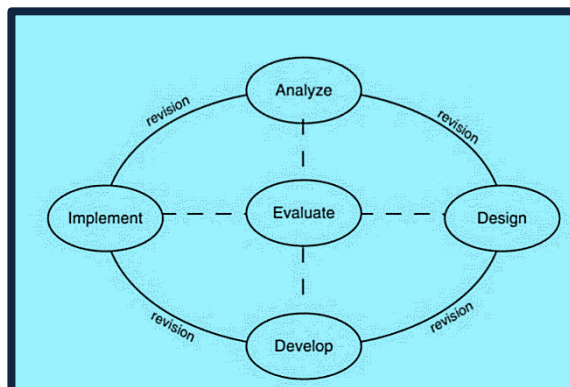 Analyze
revision
revision
Implement
Evaluate
Design
revision
revision
Develop